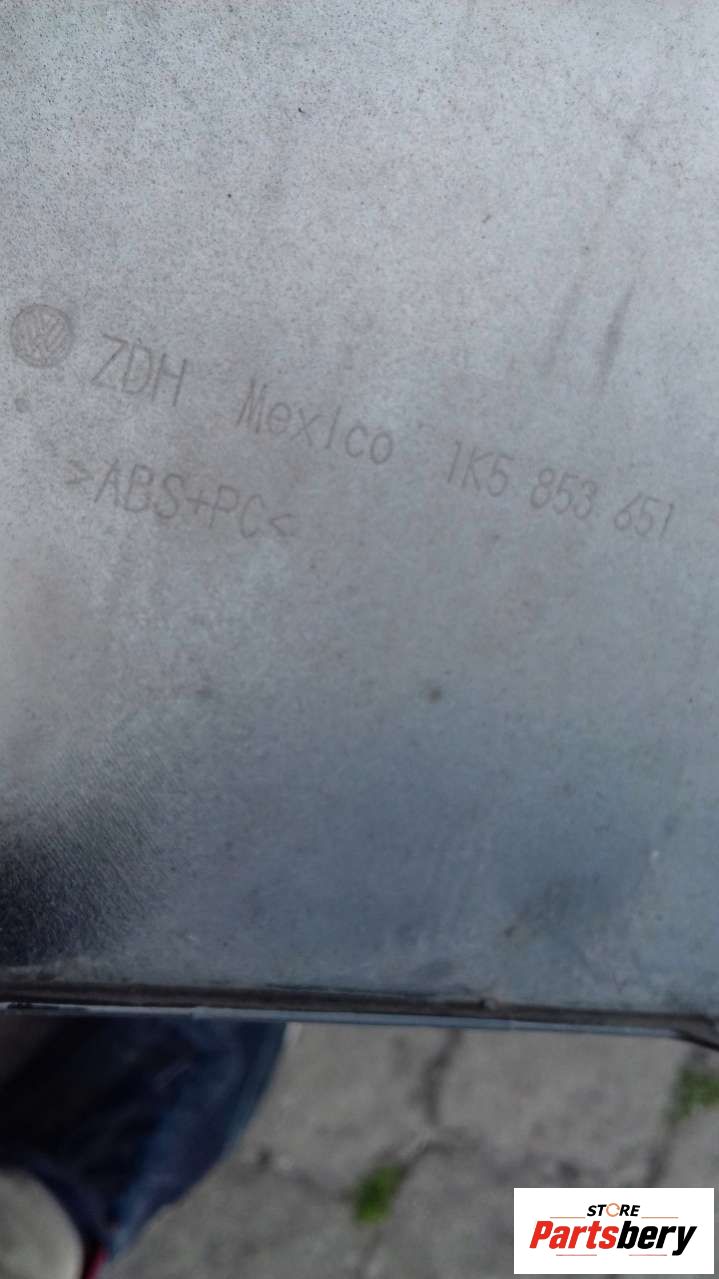 ZDH Mexico 1K5 853 651
>ABS+PC<
STORE
Partsbery